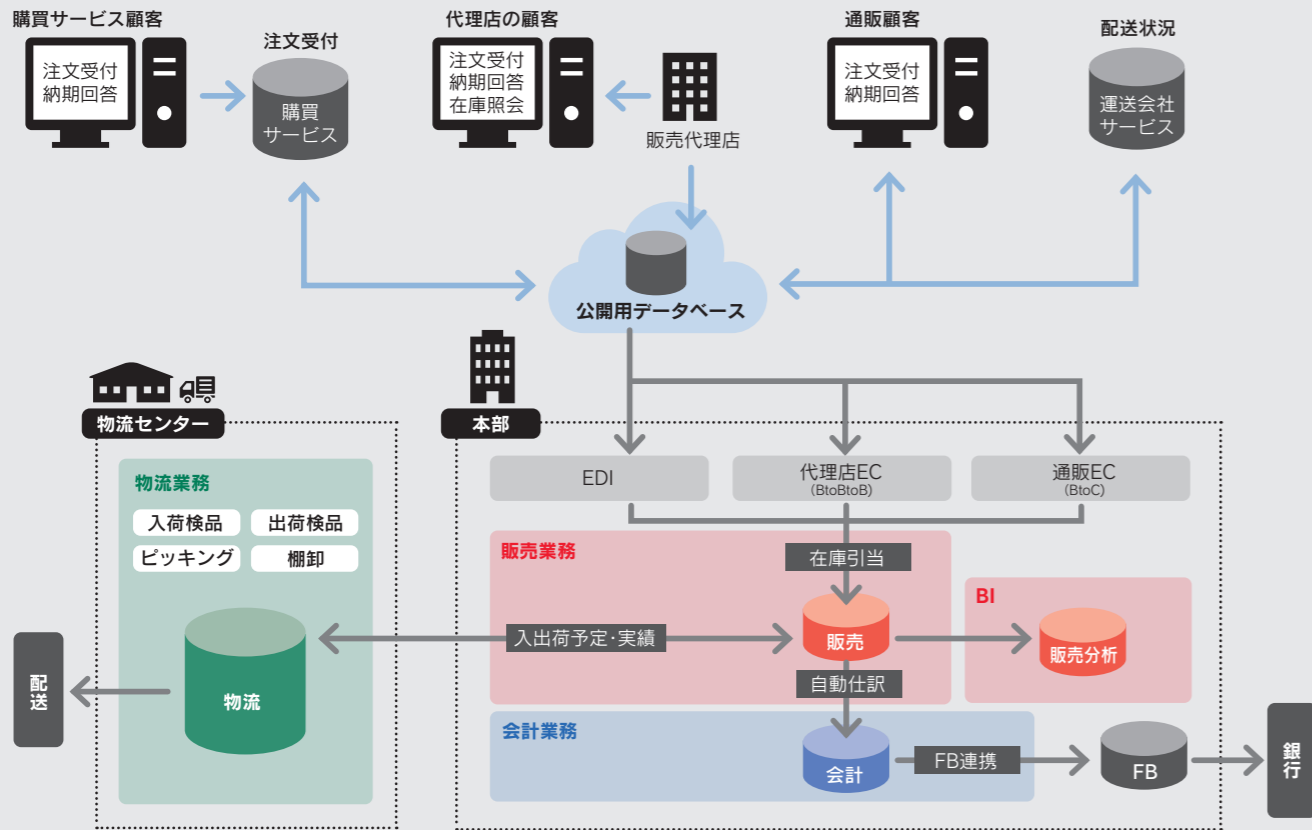 購買サービス顧客
注文受付
納期回答
注文受付
購買
サービス
代理店の顧客
注文受付
納期回答
在庫照会
販売代理店
通販顧客
注文受付
納期回答
配送状況
運送会社
サービス
公開用データベース
物流センター
物流業務
入荷検品
出荷検品
ピッキング
棚卸
物流
配送
本部
EDI
代理店EC
(BtoBtoB)
通販EC
(BtoC)
販売業務
在庫引当
入出荷予定･実績
販売
自動仕訳
BI
販売分析
会計業務
会計
FB連携
FB
銀行